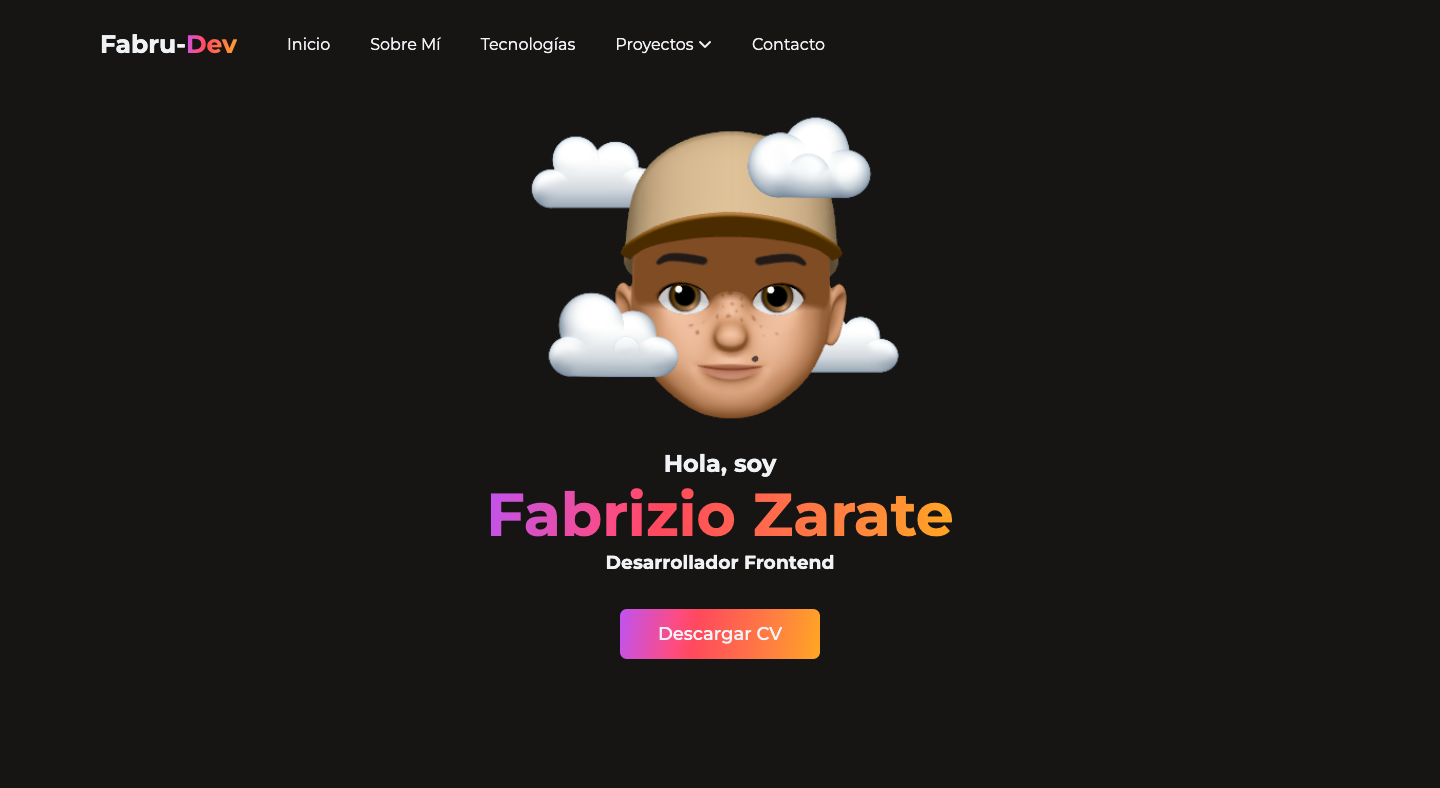 Fabru-Dev Inicio Sobre Mí Tecnologías Proyectos Contacto
Hola, soy
Fabrizio Zarate
Desarrollador Frontend
Descargar CV